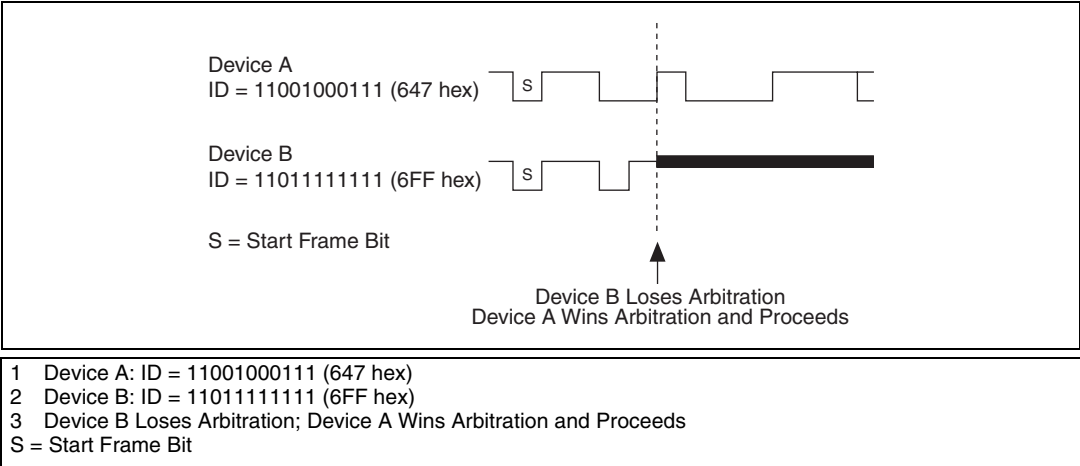 Device A
ID = 11001000111 (647 hex)
S
Device B
ID = 11011111111 (6FF hex)
S
S = Start Frame Bit
Device B Loses Arbitration
Device A Wins Arbitration and Proceeds
1 Device A: ID = 11001000111 (647 hex)
2 Device B: ID = 11011111111 (6FF hex)
3 Device B Loses Arbitration; Device A Wins Arbitration and Proceeds
S = Start Frame Bit